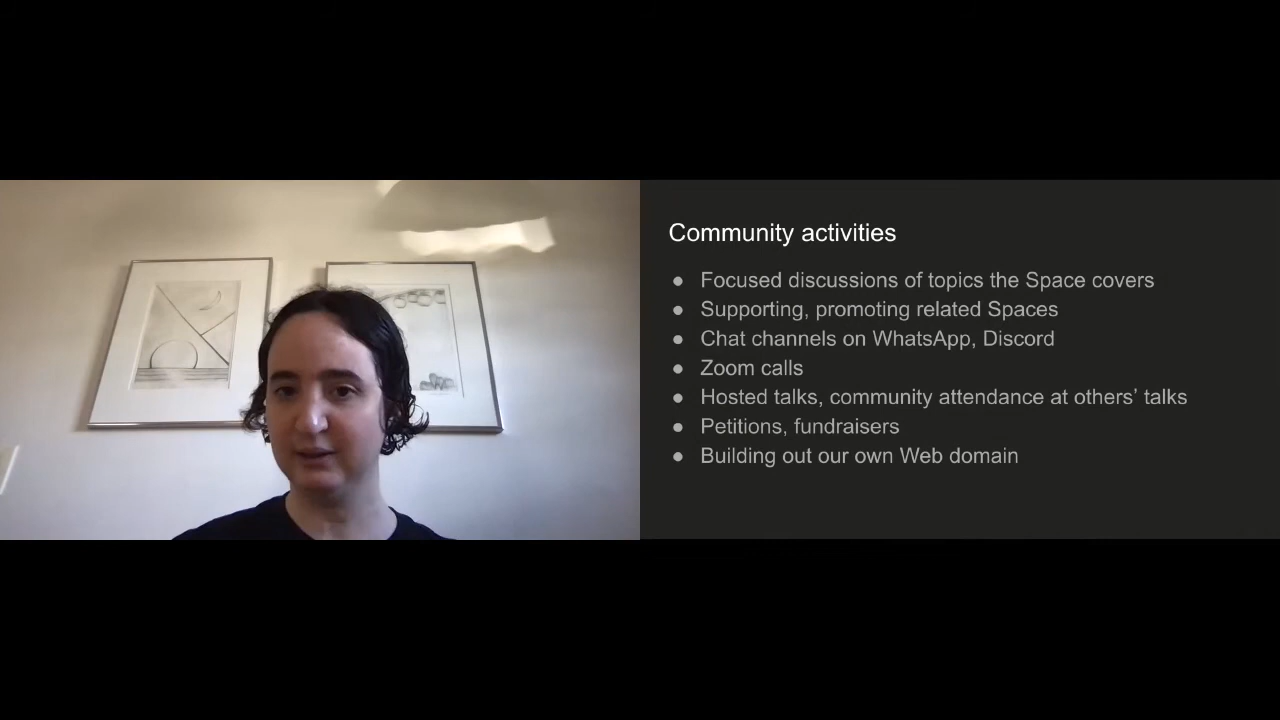 Community activities
● Focused discussions of topics the Space covers
● Supporting, promoting related Spaces
● Chat channels on WhatsApp, Discord
● Zoom calls
● Hosted talks, community attendance at others’ talks
● Petitions, fundraisers
● Building out our own Web domain